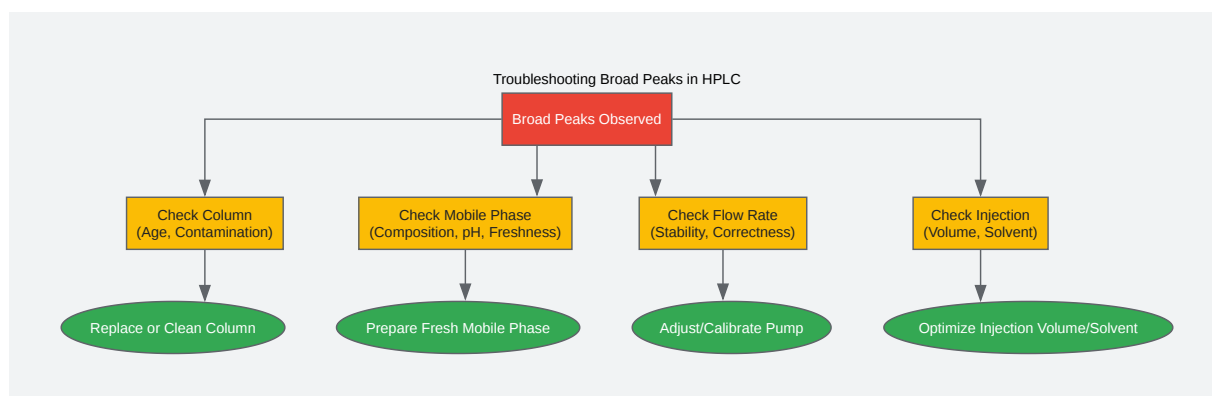 Troubleshooting Broad Peaks in HPLC
Broad Peaks Observed
Check Column
(Age, Contamination)
Check Mobile Phase
(Composition, pH, Freshness)
Check Flow Rate
(Stability, Correctness)
Check Injection
(Volume, Solvent)
Replace or Clean Column
Prepare Fresh Mobile Phase
Adjust/Calibrate Pump
Optimize Injection Volume/Solvent